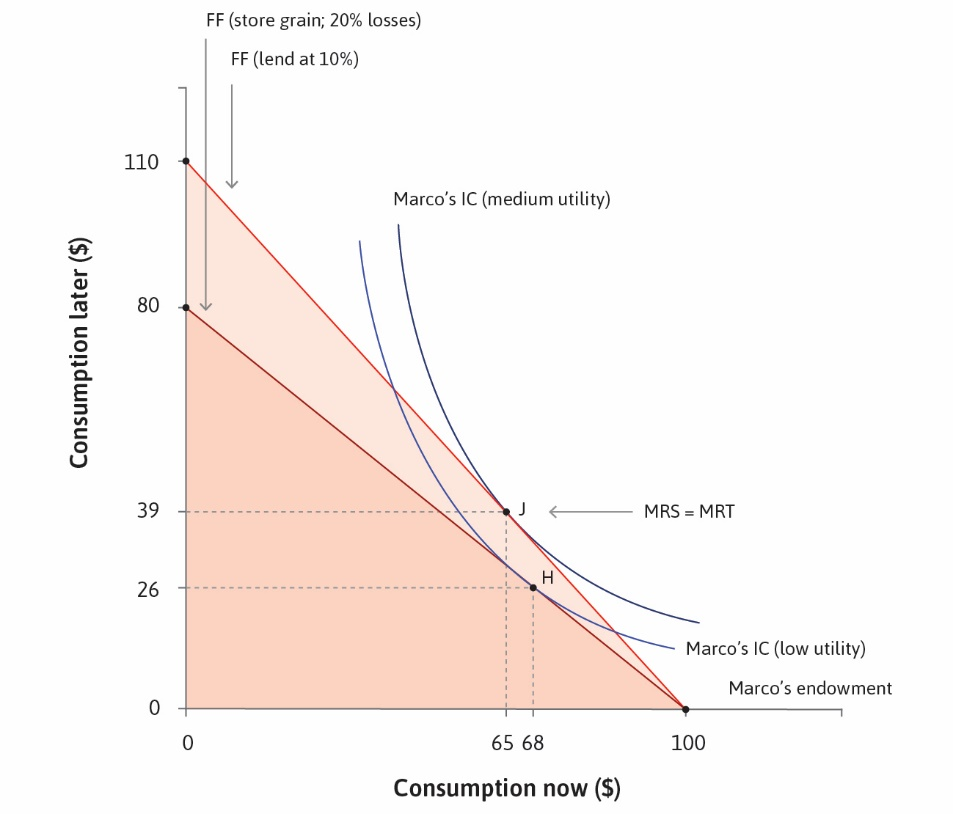 FF (store grain; 20% losses)
FF (lend at 10%)
110
Marco's IC (medium utility)
80
Consumption later ($)
39
J
MRS = MRT
H
26
Marco's IC (low utility)
Marco's endowment
0
0
65 68
100
Consumption now ($)